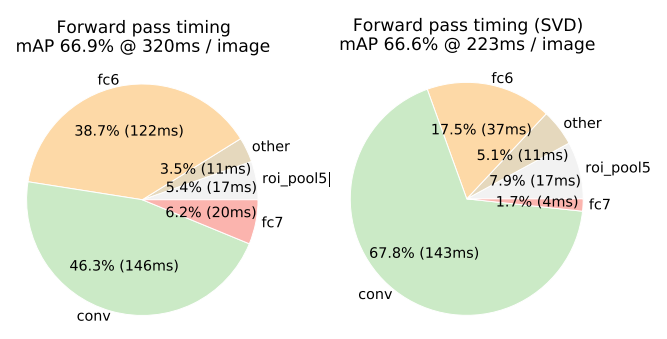 Forward pass timing
mAP 66.9% @ 320ms / image
fc6
38.7% (122ms)
other
3.5% (11ms)
roi_pool5
5.4% (17ms)
6.2% (20ms)
fc7
46.3% (146ms)
conv
Forward pass timing (SVD)
mAP 66.6% @ 223ms / image
fc6
17.5% (37ms)
other
5.1% (11ms)
roi_pool5
7.9% (17ms)
1.7% (4ms)
fc7
67.8% (143ms)
conv